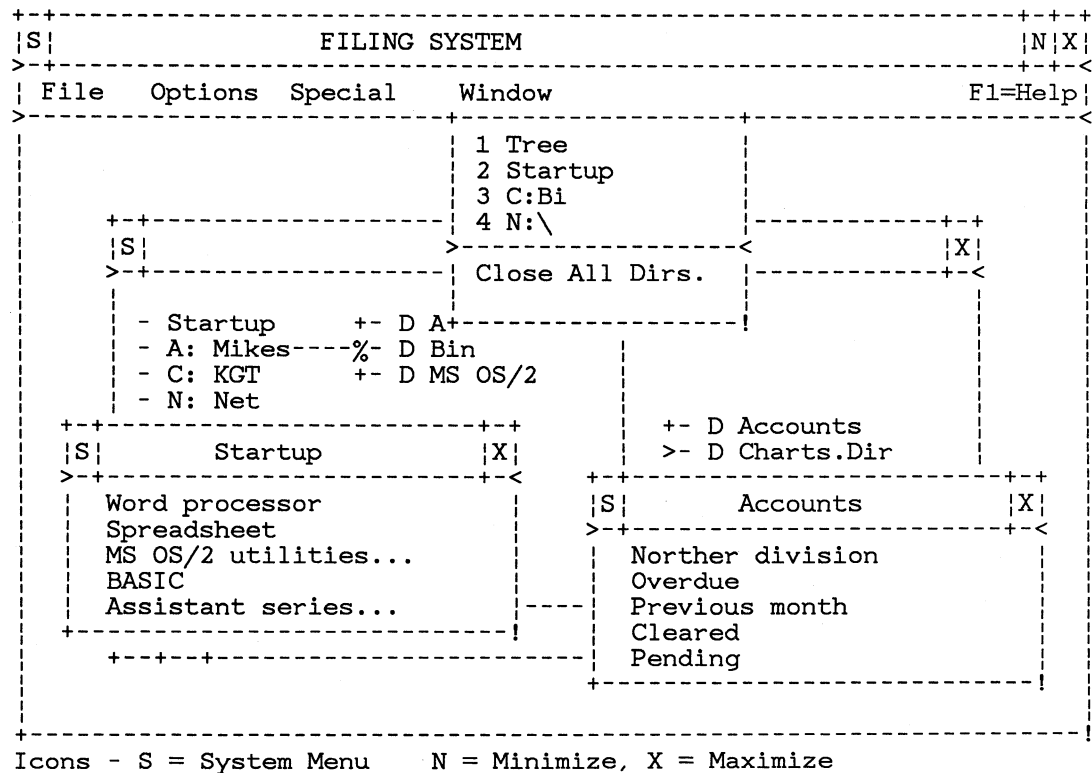 S FILING SYSTEM N X
File Options Special Window F1=Help
1 Tree
2 Startup
3 C:Bi
4 N:\
S X
Close All Dirs.
- Startup +- D A
- A: Mikes----%- D Bin
- C: KGT +- D MS OS/2
- N: Net
+- D Accounts
S Startup X
>- D Charts.Dir
Word processor
S Accounts X
Spreadsheet
MS OS/2 utilities...
Norther division
BASIC
Overdue
Assistant series...
Previous month
Cleared
Pending
Icons - S = System Menu N = Minimize, X = Maximize